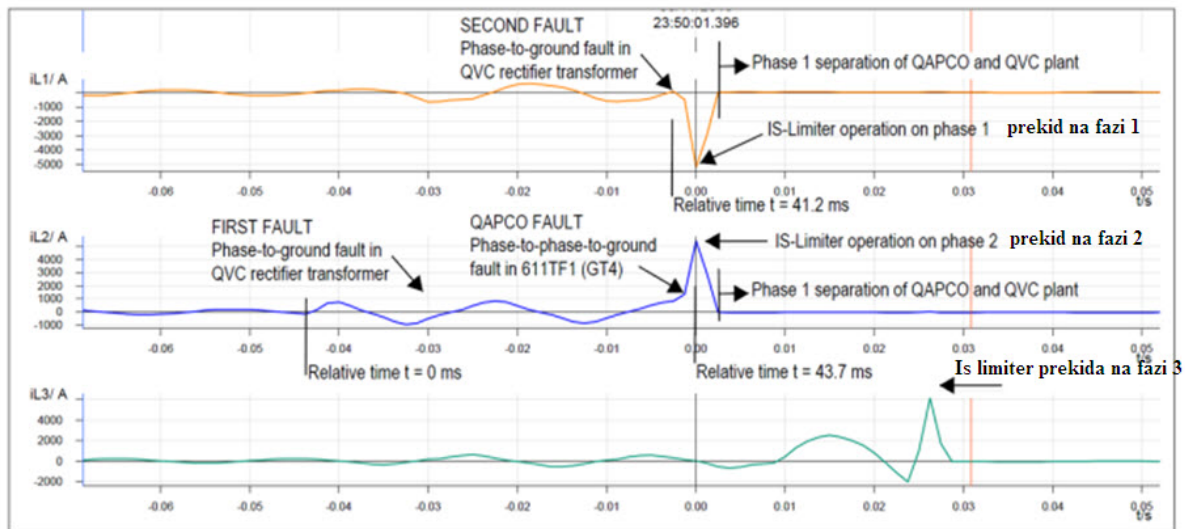 23:50:01.396
SECOND FAULT
Phase-to-ground fault in
QVC rectifier transformer
Phase 1 separation of QAPCO and QVC plant
iL1/ A
0
-1000
-2000
-3000
-4000
-5000
IS-Limiter operation on phase 1
prekid na fazi 1
-0.06 -0.05 -0.04 -0.03 -0.02 -0.01 0.00 0.01 0.02 0.03 0.04 0.05
t/s
Relative time t = 41.2 ms
FIRST FAULT
Phase-to-ground fault in
QVC rectifier transformer
QAPCO FAULT
Phase-to-phase-to-ground
fault in 611TF1 (GT4)
iL2/ A
4000
3000
2000
1000
0
-1000
IS-Limiter operation on phase 2
prekid na fazi 2
Phase 1 separation of QAPCO and QVC plant
-0.06 -0.05 -0.04 -0.03 -0.02 -0.01 0.00 0.01 0.02 0.03 0.04 0.05
t/s
Relative time t = 0 ms
Relative time t = 43.7 ms
Is limiter prekida na fazi 3
iL3/ A
4000
2000
0
-2000
-0.06 -0.05 -0.04 -0.03 -0.02 -0.01 0.00 0.01 0.02 0.03 0.04 0.05
t/s